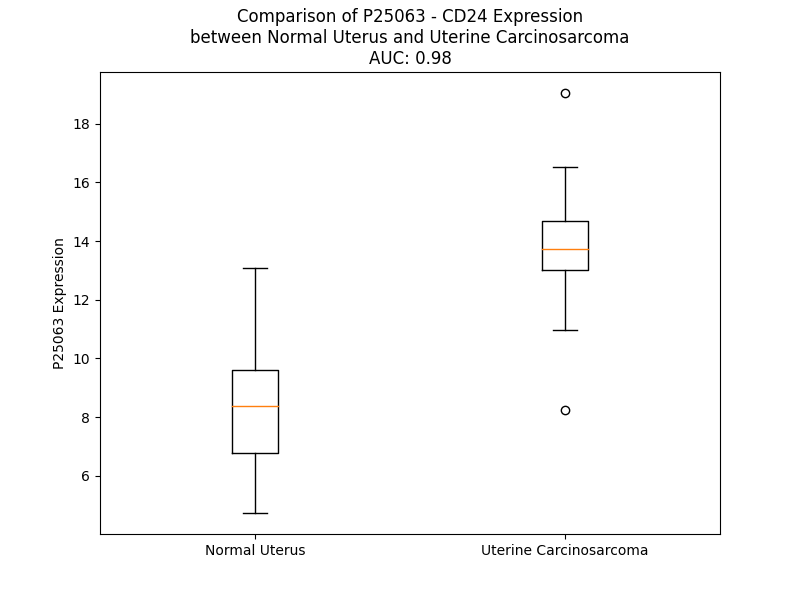 Comparison of P25063 - CD24 Expression
between Normal Uterus and Uterine Carcinosarcoma
AUC: 0.98
18
16
14
12
10
8
6
P25063 Expression
Normal Uterus
Uterine Carcinosarcoma